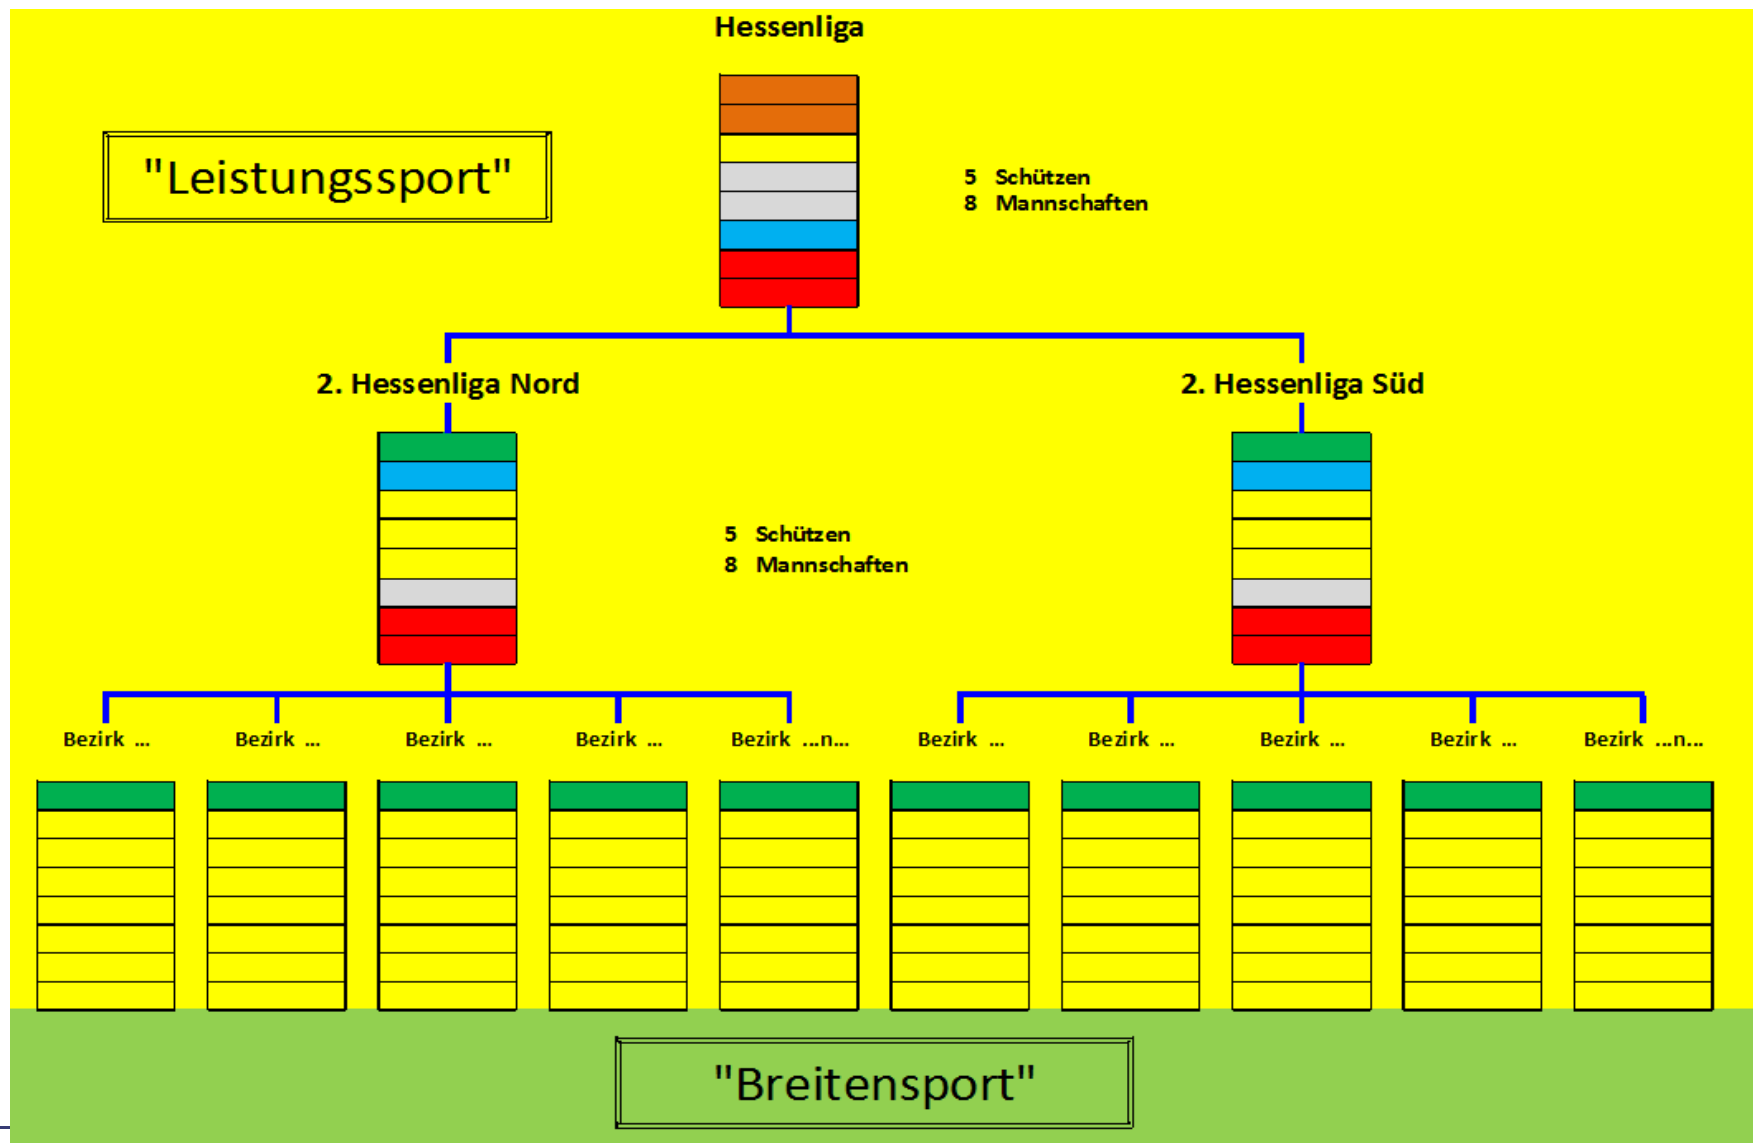 Hessenliga
"Leistungssport"
5 Schützen
8 Mannschaften
2. Hessenliga Nord
2. Hessenliga Süd
5 Schützen
8 Mannschaften
Bezirk ...
Bezirk ...
Bezirk ...
Bezirk ...
Bezirk ...n...
Bezirk ...
Bezirk ...
Bezirk ...
Bezirk ...
Bezirk ...n...
"Breitensport"